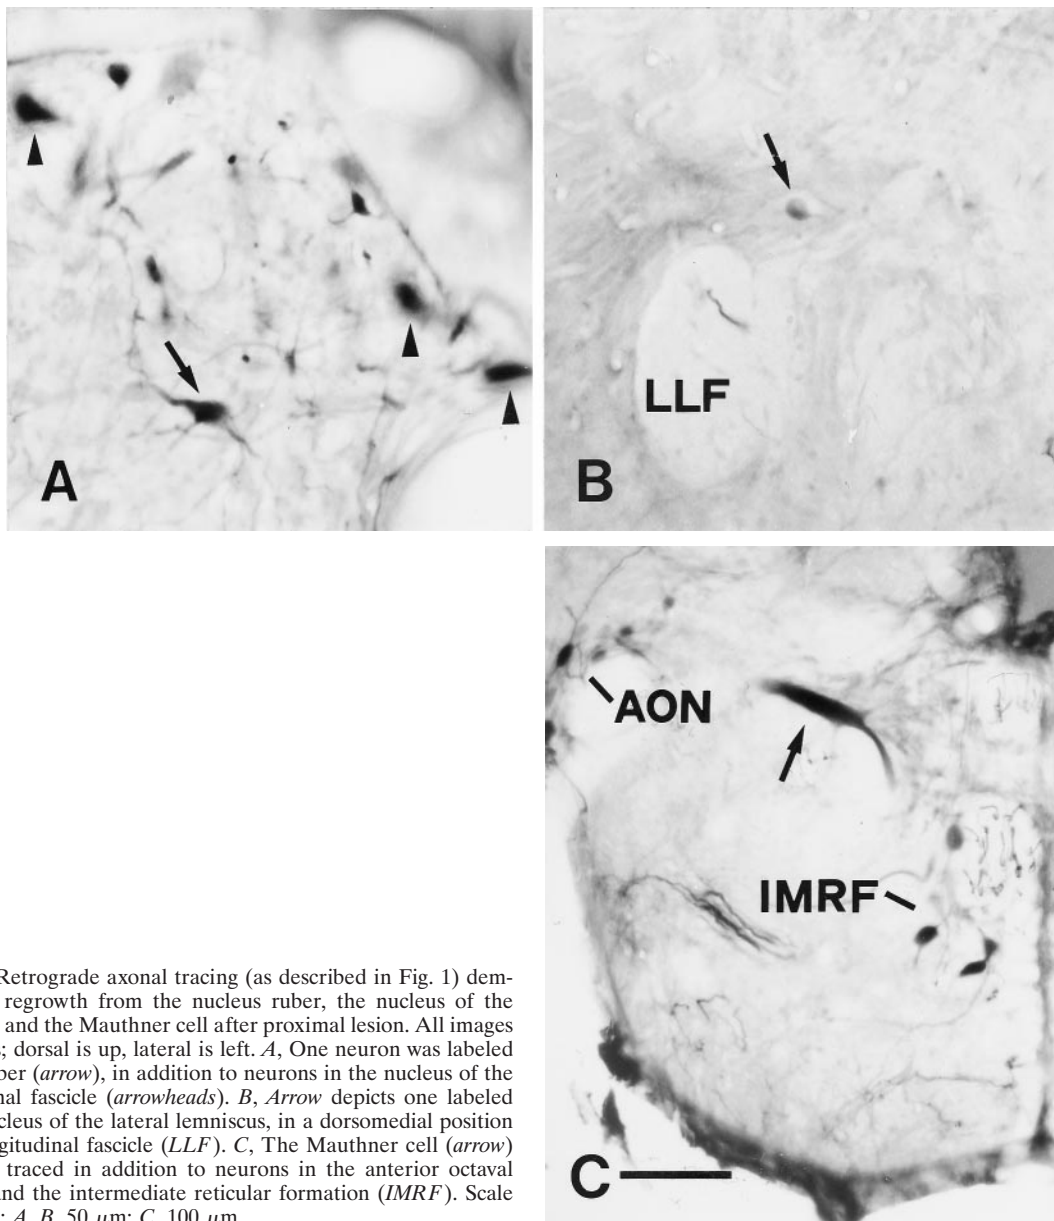 A
B
LLF
AON
IMRF
C
Retrograde axonal tracing (as described in Fig. 1) dem-
regrowth from the nucleus ruber, the nucleus of the
and the Mauthner cell after proximal lesion. All images
; dorsal is up, lateral is left. A, One neuron was labeled
ber (arrow), in addition to neurons in the nucleus of the
nal fascicle (arrowheads). B, Arrow depicts one labeled
cleus of the lateral lemniscus, in a dorsomedial position
gitudinal fascicle (LLF). C, The Mauthner cell (arrow)
traced in addition to neurons in the anterior octaval
nd the intermediate reticular formation (IMRF). Scale
: A, B, 50 μm; C, 100 μm